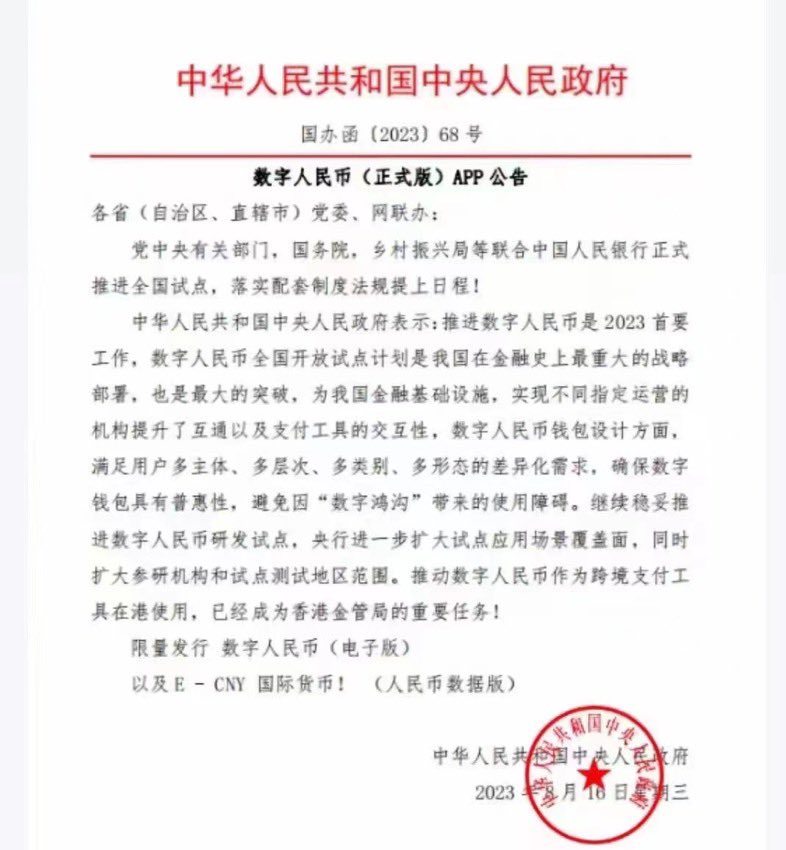 中华人民共和国中央人民政府
国办函〔2023〕68 号
数字人民币（正式版）APP 公告
各省（自治区、直辖市）党委、网联办：
党中央有关部门，国务院，乡村振兴局等联合中国人民银行正式
推进全国试点，落实配套制度法规提上日程！
中华人民共和国中央人民政府表示:推进数字人民币是 2023 首要
工作，数字人民币全国开放试点计划是我国在金融史上最重大的战略
部署，也是最大的突破，为我国金融基础设施，实现不同指定运营的
机构提升了互通以及支付工具的交互性，数字人民币钱包设计方面，
满足用户多主体、多层次、多类别、多形态的差异化需求，确保数字
钱包具有普惠性，避免因“数字鸿沟”带来的使用障碍。继续稳妥推
进数字人民币研发试点，央行进一步扩大试点应用场景覆盖面，同时
扩大参研机构和试点测试地区范围。推动数字人民币作为跨境支付工
具在港使用，已经成为香港金管局的重要任务！
限量发行 数字人民币（电子版）
以及 E - CNY 国际货币！ （人民币数据版）
中华人民共和国中央人民政府
2023 年 8 月 16 日星期三
中华人民共和国中央人民政府